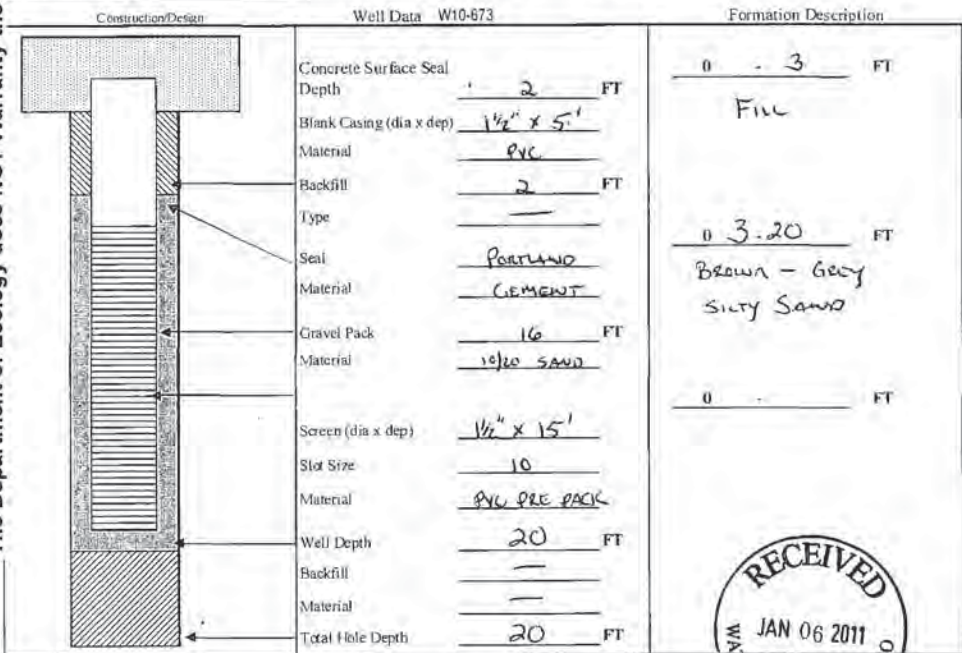 Construction/Design
Well Data W10-673
Formation Description
Concrete Surface Seal
Depth 2 FT
Blank Casing (dia x dep) 1½" x 5'
Material PVC
Backfill 2 FT
Type —
Seal PORTLAND
Material CEMENT
Gravel Pack 16 FT
Material 10/20 SAND
Screen (dia x dep) 1½" x 15'
Slot Size 10
Material PVC PRE PACK
Well Depth 20 FT
Backfill —
Material —
Total Hole Depth 20 FT
0 - 3 FT
FILL
0 3-20 FT
BROWN - GREY
SILTY SAND
0 - FT
RECEIVED
JAN 06 2011